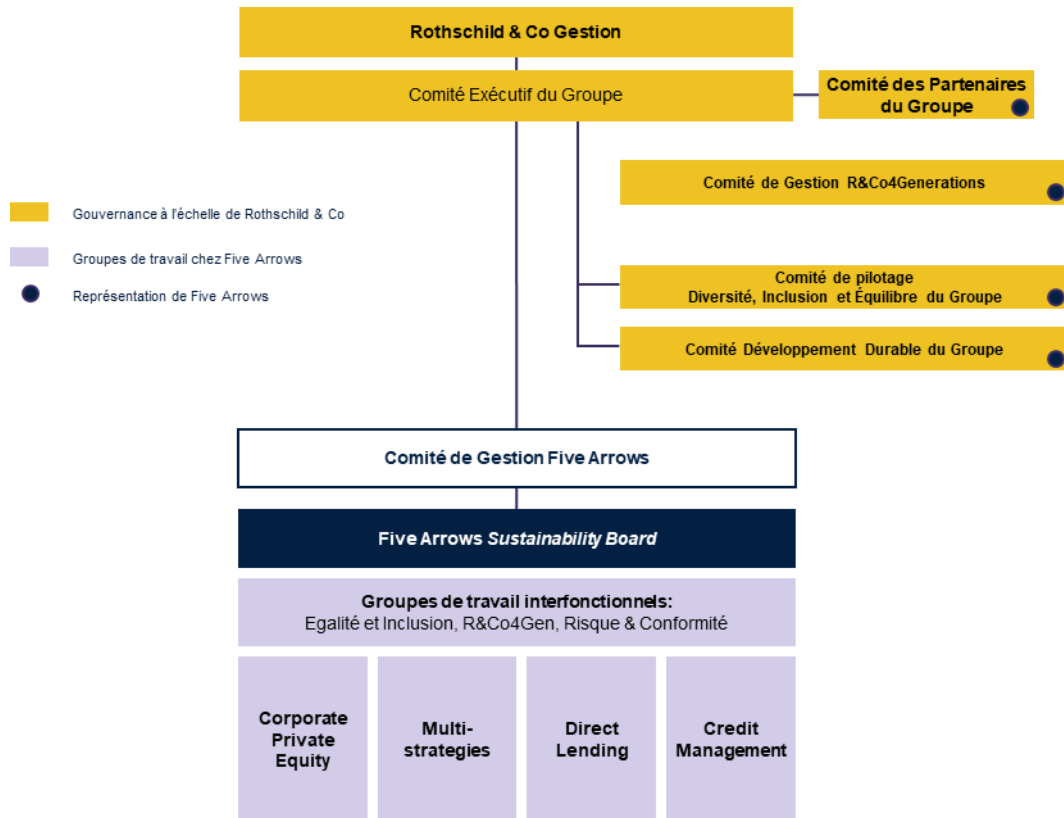 Rothschild & Co Gestion
Comité Exécutif du Groupe
Comité des Partenaires
du Groupe
Comité de Gestion R&Co4Generations
Gouvernance à l'échelle de Rothschild & Co
Groupes de travail chez Five Arrows
Représentation de Five Arrows
Comité de pilotage
Diversité, Inclusion et Équilibre du Groupe
Comité Développement Durable du Groupe
Comité de Gestion Five Arrows
Five Arrows Sustainability Board
Groupes de travail interfonctionnels:
Egalité et Inclusion, R&Co4Gen, Risque & Conformité
Corporate
Private
Equity
Multi-
strategies
Direct
Lending
Credit
Management